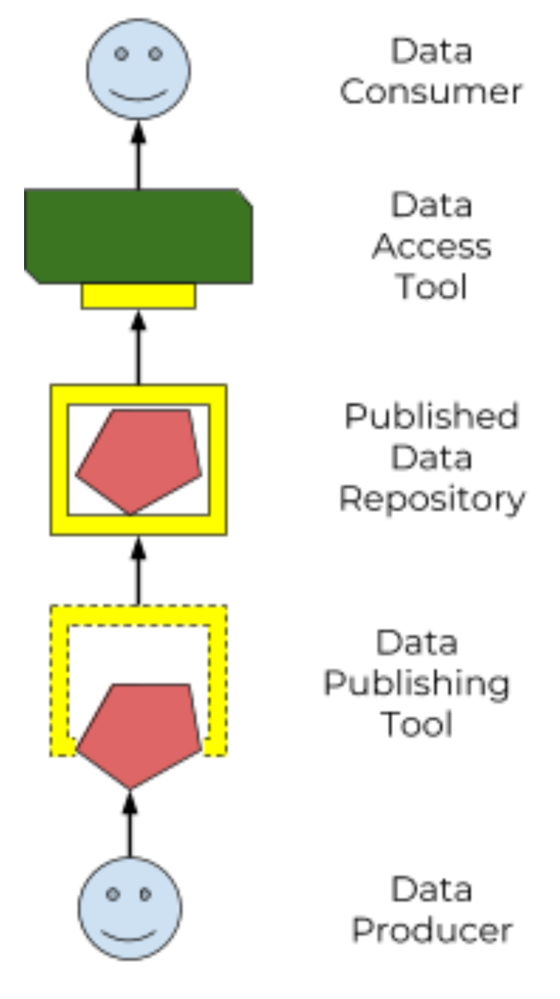 Data
Consumer
Data
Access
Tool
Published
Data
Repository
Data
Publishing
Tool
Data
Producer